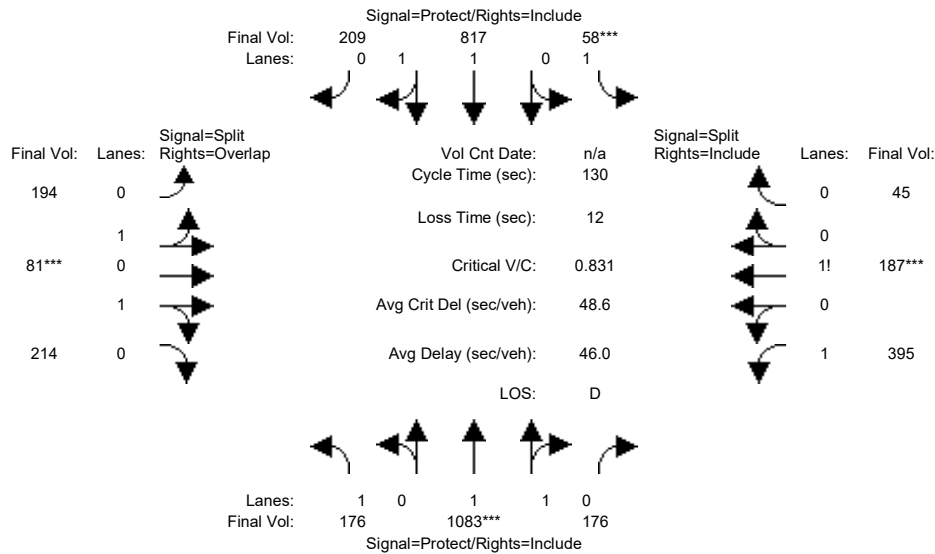 Signal=Protect/Rights=Include
Final Vol: 209 817 58***
Lanes: 0 1 1 0 1
Signal=Split
Final Vol: Lanes: Rights=Overlap
Vol Cnt Date: n/a
Signal=Split
Rights=Include Lanes: Final Vol:
Cycle Time (sec): 130
194 0
0 45
Loss Time (sec): 12
1
0
81*** 0
Critical V/C: 0.831
1! 187***
1
Avg Crit Del (sec/veh): 48.6
0
214 0
Avg Delay (sec/veh): 46.0
1 395
LOS: D
Lanes: 1 0 1 1 0
Final Vol: 176 1083*** 176
Signal=Protect/Rights=Include